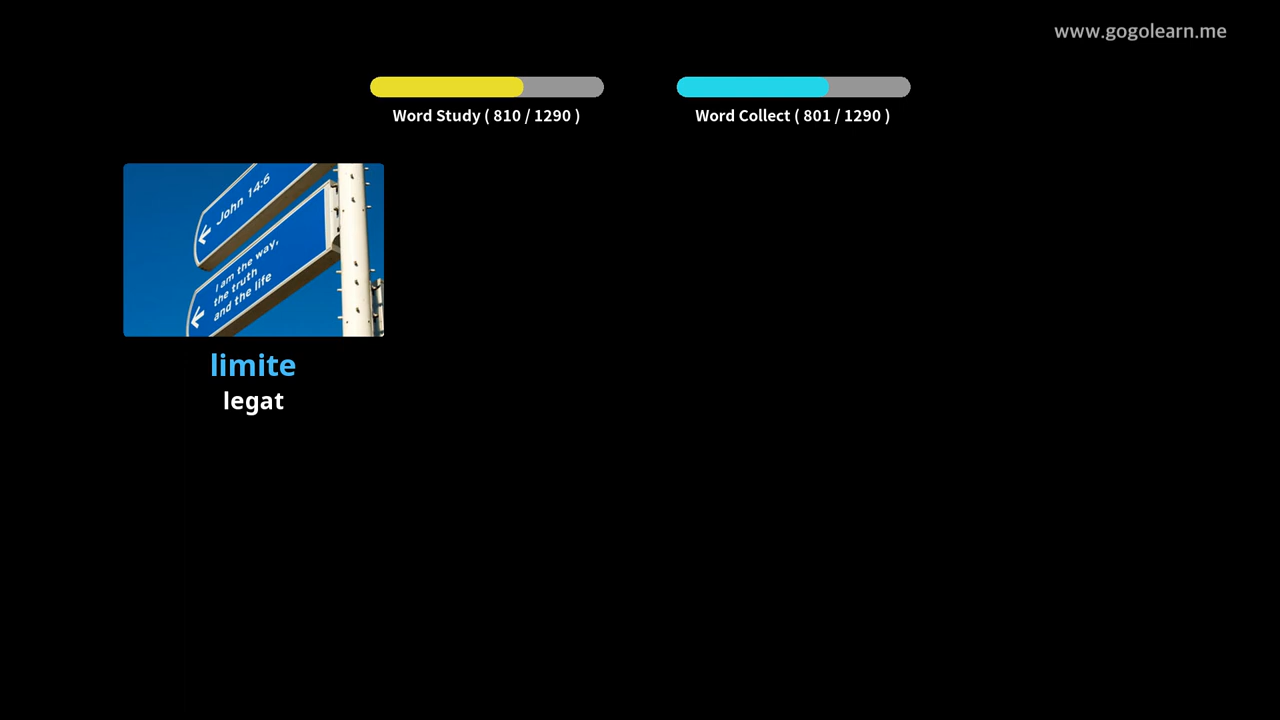 www.gogolearn.me
Word Study ( 810 / 1290 )
Word Collect ( 801 / 1290 )
John 14:6
I am the way,
the truth
and the life
limite
legat